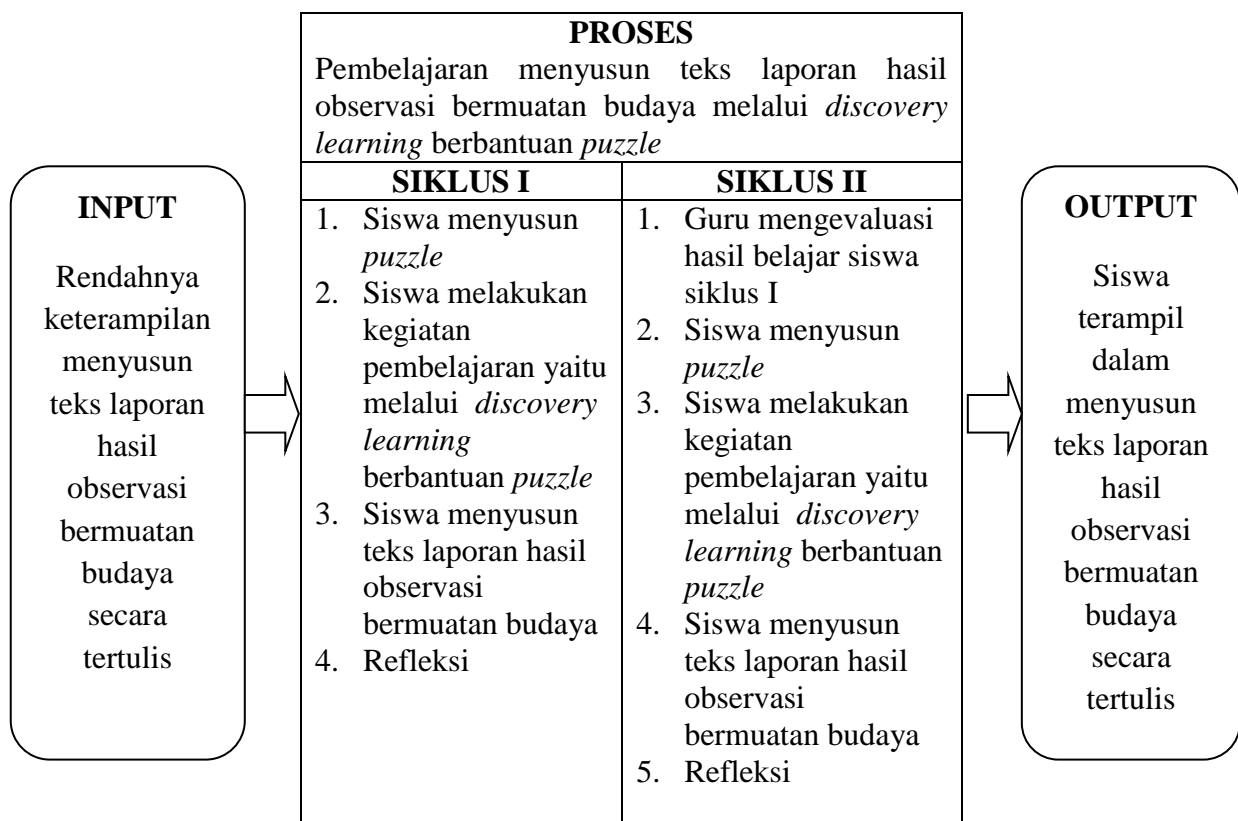 INPUT
Rendahnya
keterampilan
menyusun
teks laporan
hasil
observasi
bermuatan
budaya
secara
tertulis
PROSES
Pembelajaran menyusun teks laporan hasil
observasi bermuatan budaya melalui discovery
learning berbantuan puzzle
SIKLUS I
1. Siswa menyusun
puzzle
2. Siswa melakukan
kegiatan
pembelajaran yaitu
melalui discovery
learning
berbantuan puzzle
3. Siswa menyusun
teks laporan hasil
observasi
bermuatan budaya
4. Refleksi
SIKLUS II
1. Guru mengevaluasi
hasil belajar siswa
siklus I
2. Siswa menyusun
puzzle
3. Siswa melakukan
kegiatan
pembelajaran yaitu
melalui discovery
learning berbantuan
puzzle
4. Siswa menyusun
teks laporan hasil
observasi
bermuatan budaya
5. Refleksi
OUTPUT
Siswa
terampil
dalam
menyusun
teks laporan
hasil
observasi
bermuatan
budaya
secara
tertulis